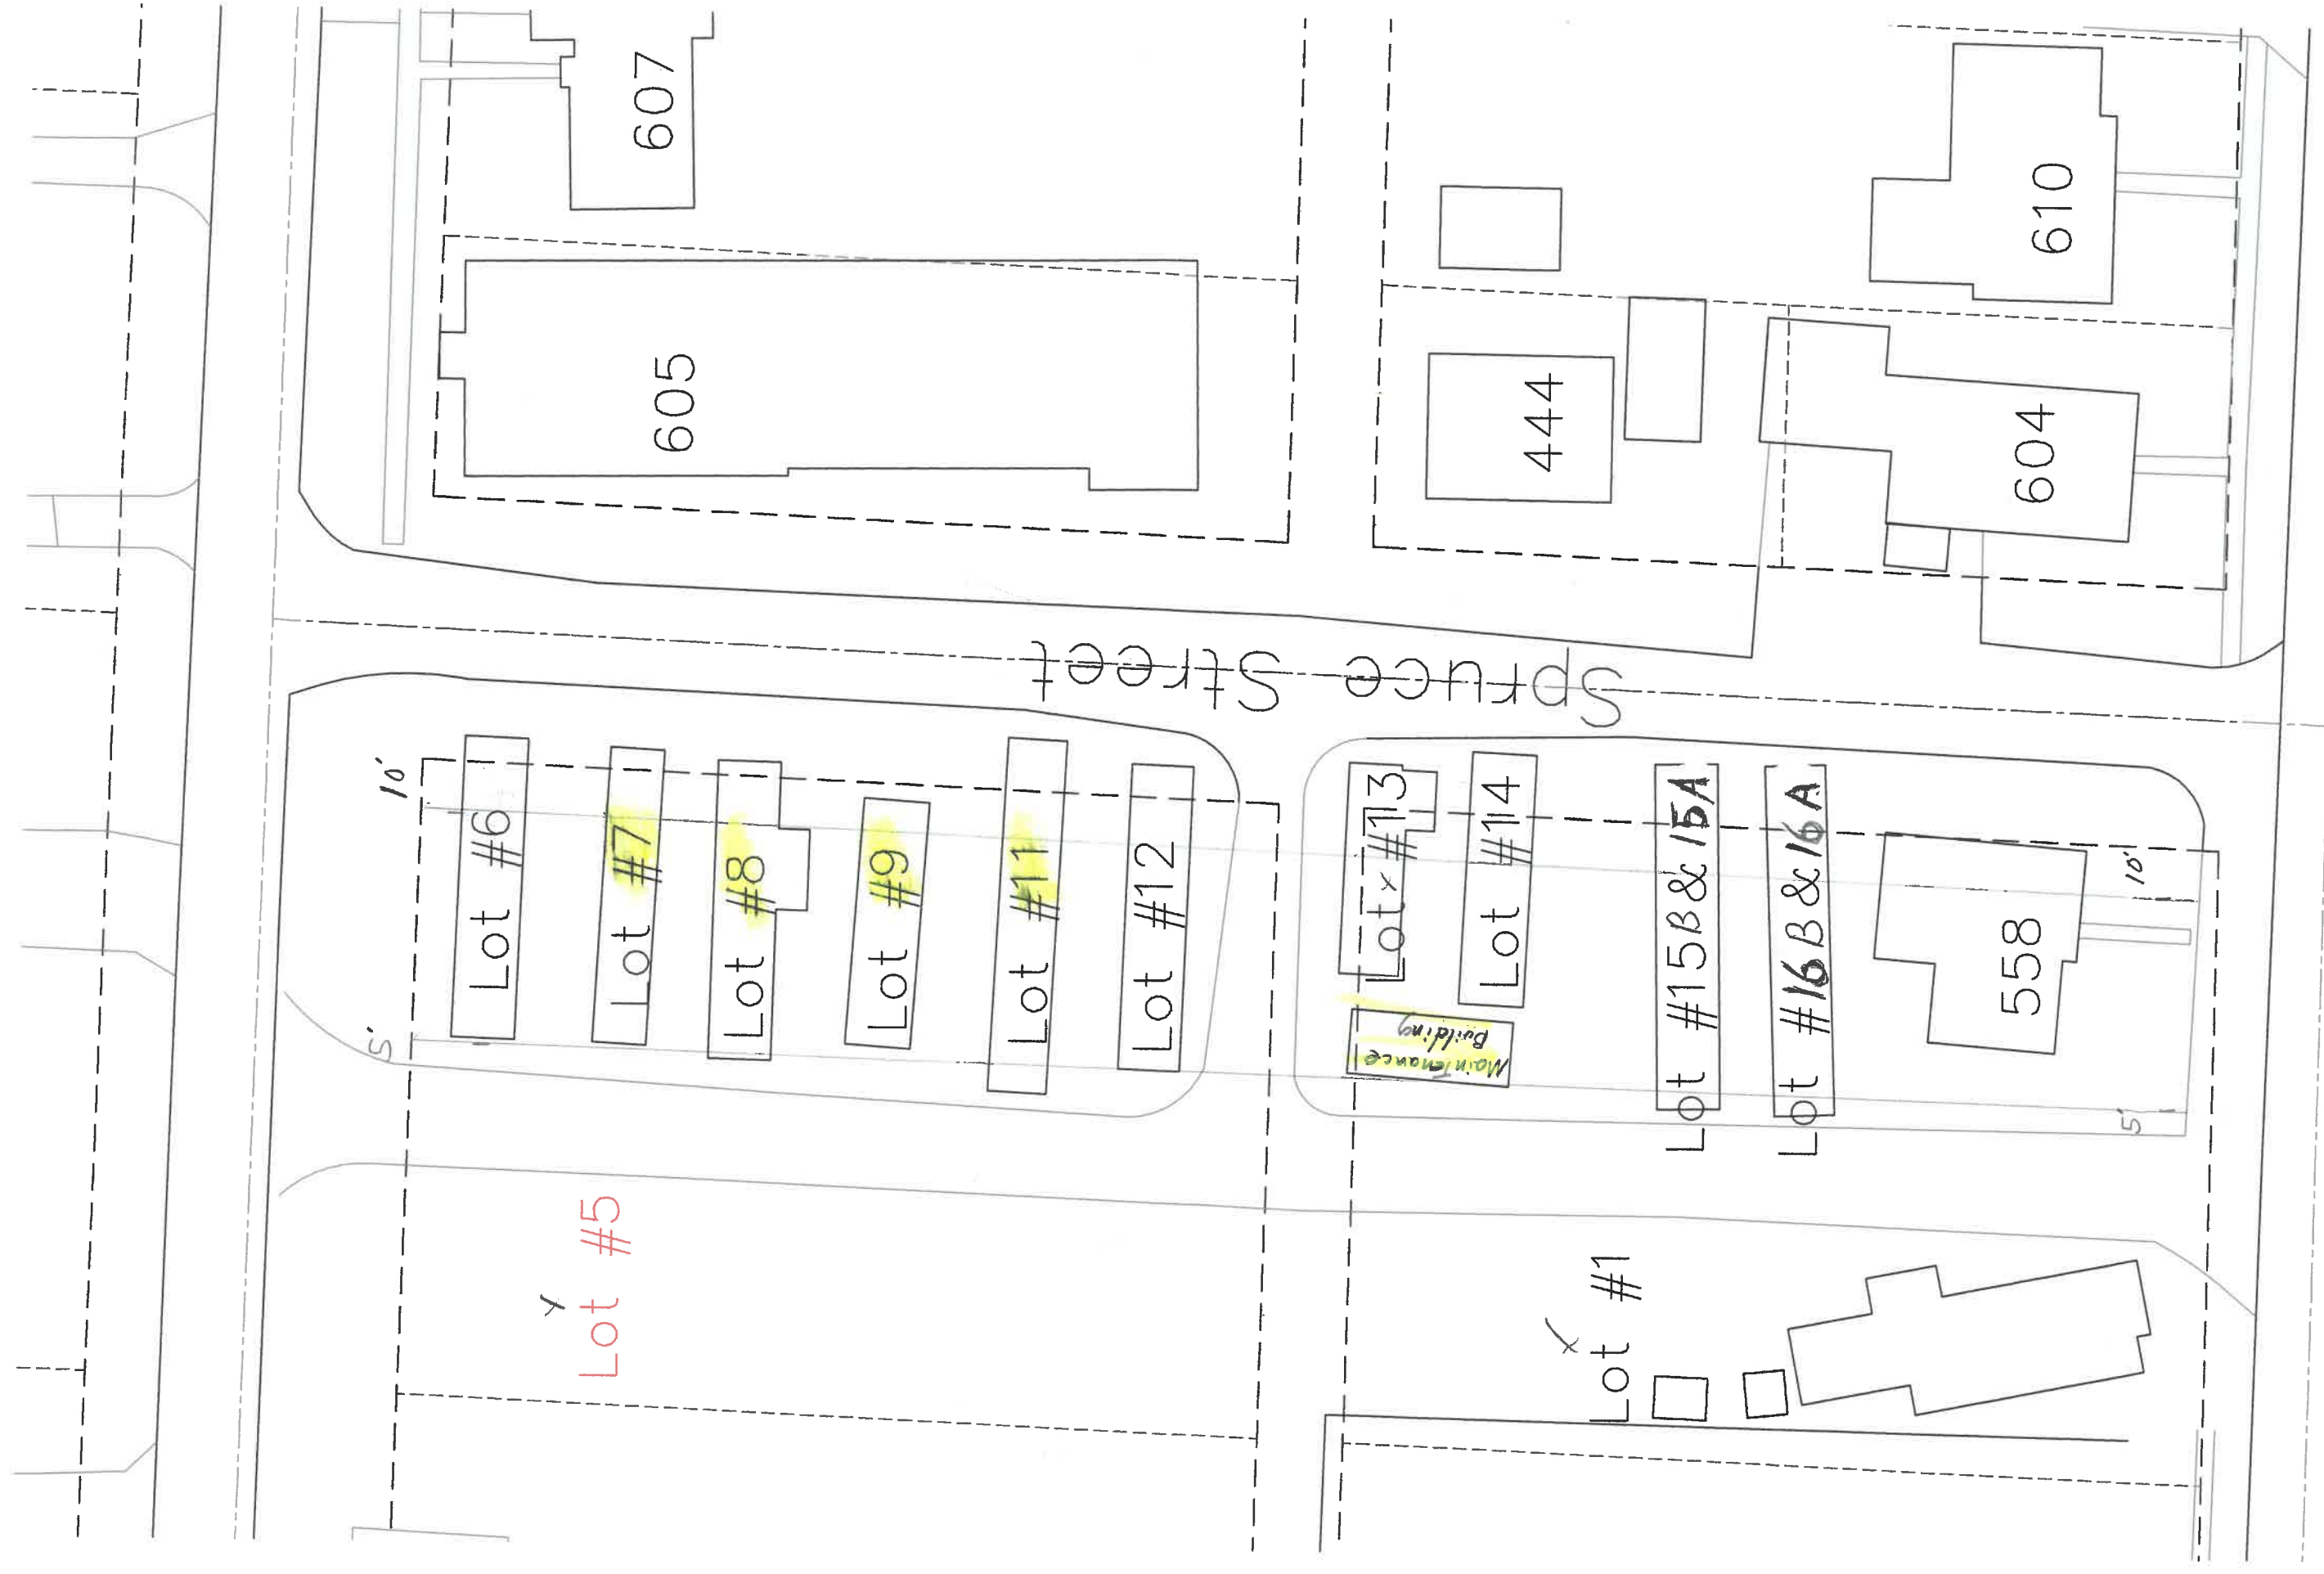 607
605
444
610
604
Spruce Street
10'
Lot #6
Lot #7
Lot #8
Lot #9
Lot #11
Lot #12
5'
Lot x #13
Lot #14
Maintenance
Building
Lot #15B&15A
Lot #16B&16A
558
10'
5'
x
Lot #5
x
Lot #1